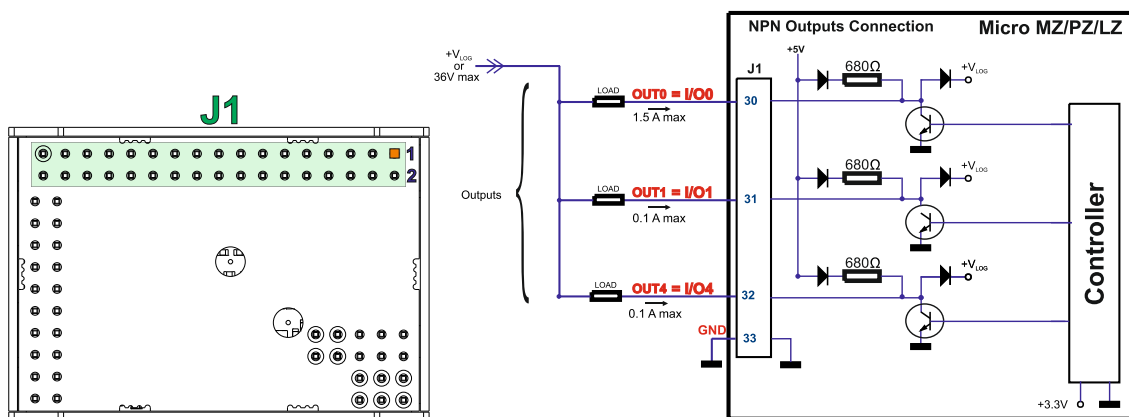 J1
1
2
NPN Outputs Connection
Micro MZ/PZ/LZ
+VLOG
or
36V max
Outputs
J1
+5V
LOAD
OUT0 = I/O0
1.5 A max
30
680Ω
+VLOG
LOAD
OUT1 = I/O1
0.1 A max
31
680Ω
+VLOG
LOAD
OUT4 = I/O4
0.1 A max
32
680Ω
+VLOG
GND
33
Controller
+3.3V